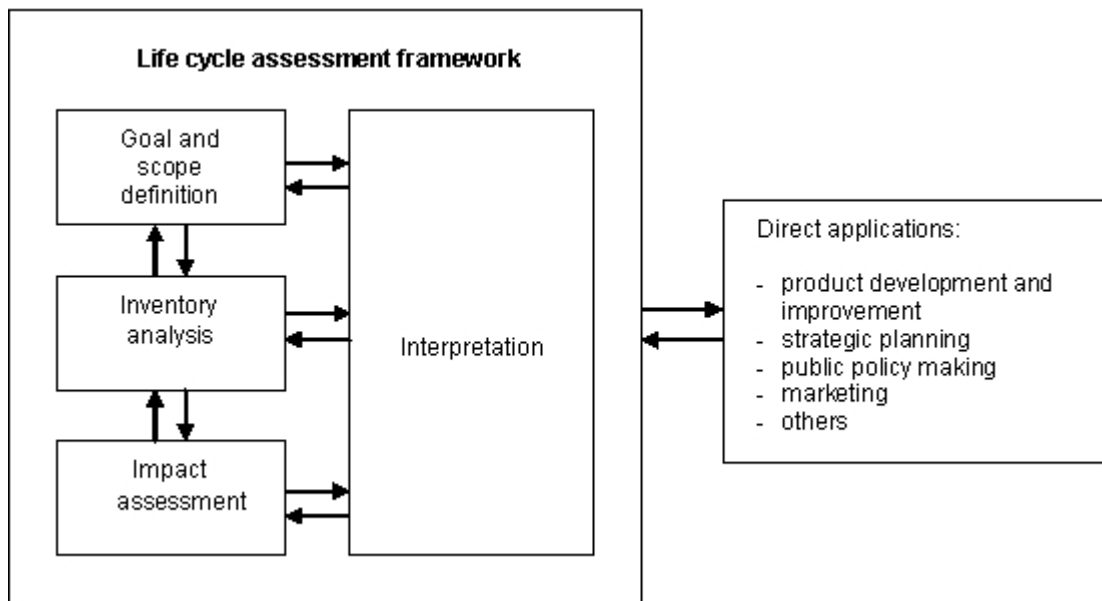 Life cycle assessment framework
Goal and
scope
definition
Inventory
analysis
Impact
assessment
Interpretation
Direct applications:
- product development and
improvement
- strategic planning
- public policy making
- marketing
- others